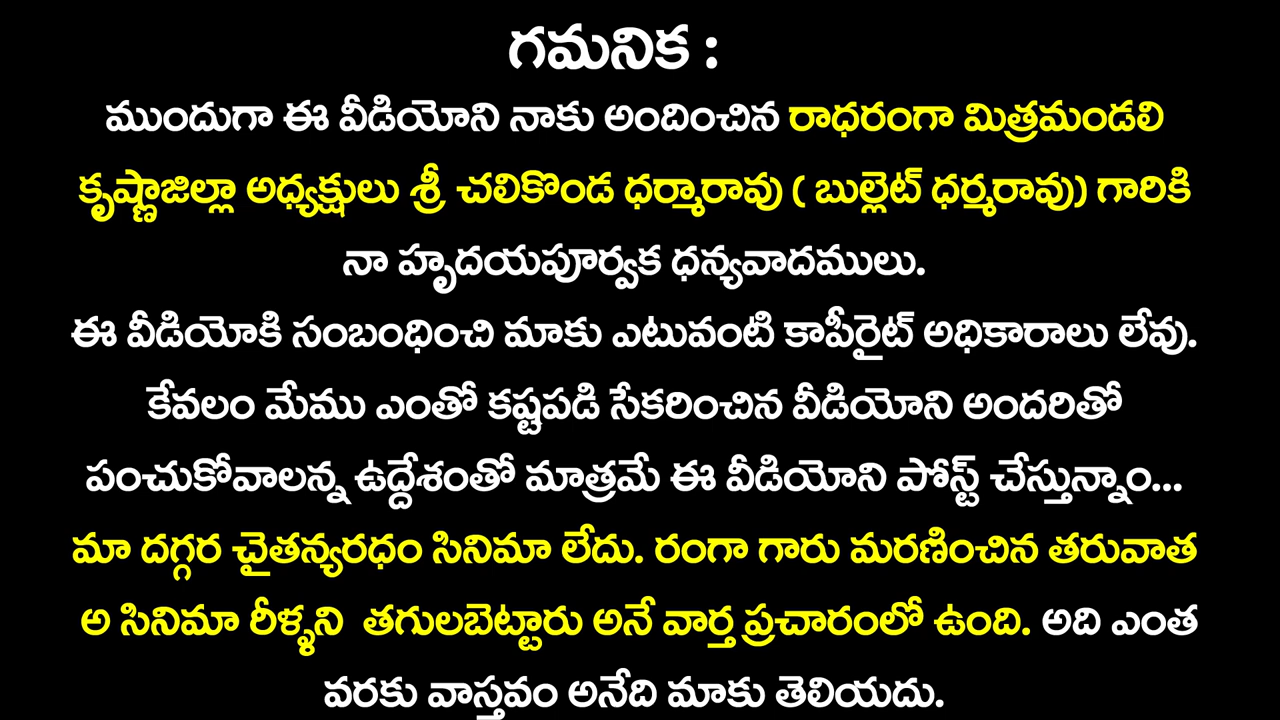 గమనిక :
ముందుగా ఈ వీడియోని నాకు అందించిన రాధరంగా మిత్రమండలి
కృష్ణాజిల్లా అధ్యక్షులు శ్రీ చలికొండ ధర్మారావు ( బుల్లెట్ ధర్మరావు) గారికి
నా హృదయపూర్వక ధన్యవాదములు.
ఈ వీడియోకి సంబంధించి మాకు ఎటువంటి కాపీరైట్ అధికారాలు లేవు.
కేవలం మేము ఎంతో కష్టపడి సేకరించిన వీడియోని అందరితో
పంచుకోవాలన్న ఉద్దేశంతో మాత్రమే ఈ వీడియోని పోస్ట్ చేస్తున్నాం...
మా దగ్గర చైతన్యరధం సినిమా లేదు. రంగా గారు మరణించిన తరువాత
అ సినిమా రీళ్ళని తగులబెట్టారు అనే వార్త ప్రచారంలో ఉంది. అది ఎంత
వరకు వాస్తవం అనేది మాకు తెలియదు.